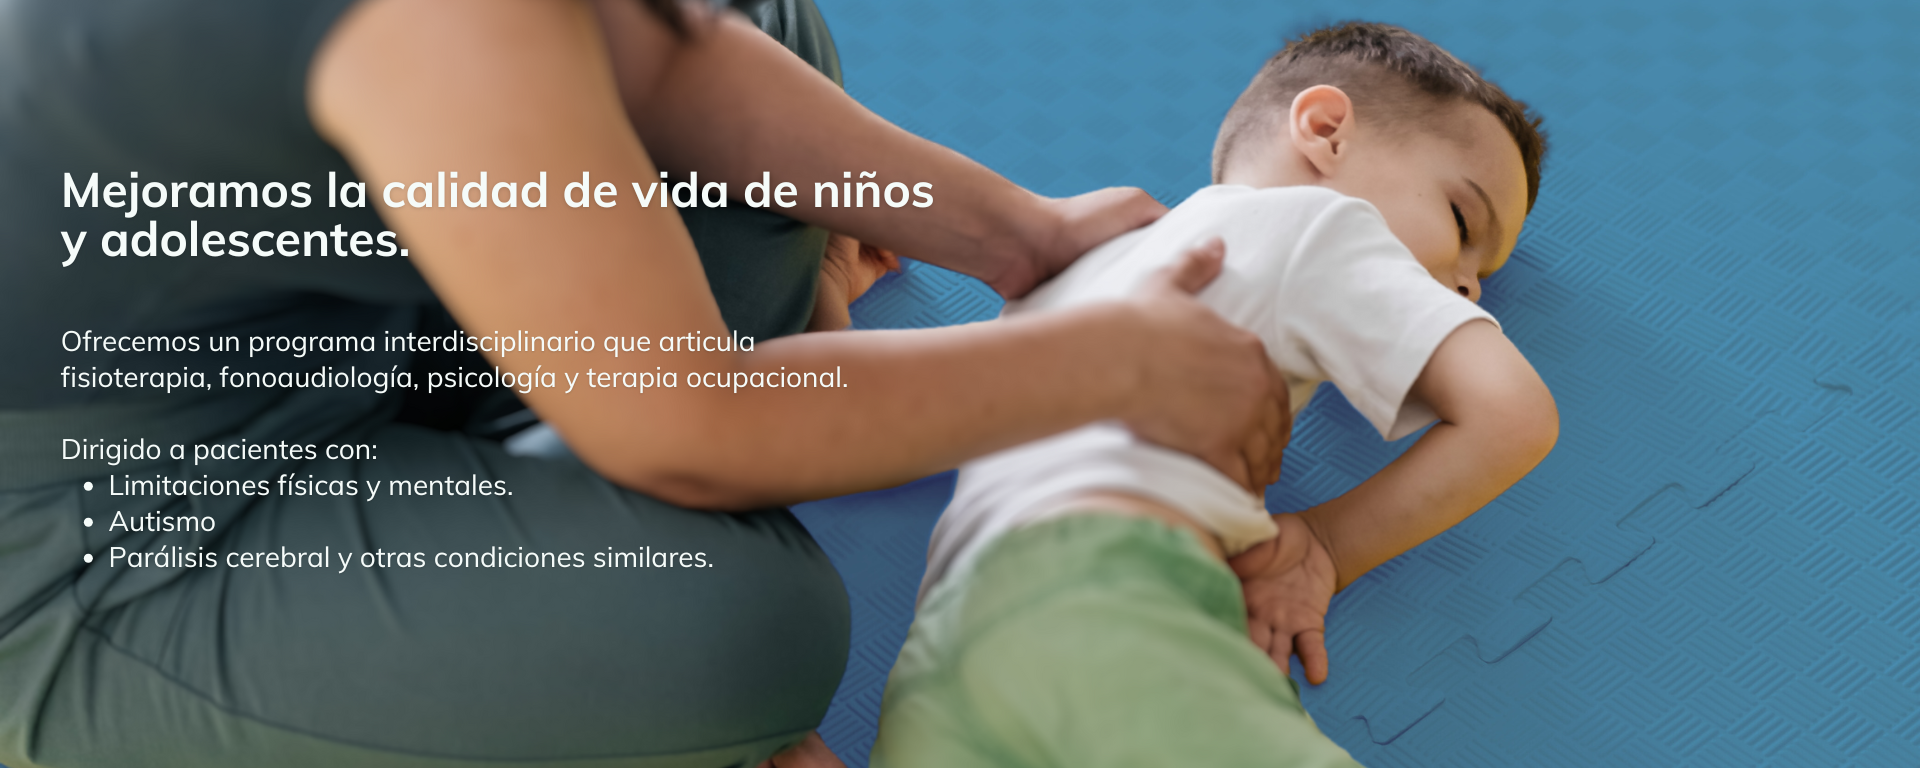 Mejoramos la calidad de vida de niños
y adolescentes.
Ofrecemos un programa interdisciplinario que articula
fisioterapia, fonoaudiología, psicología y terapia ocupacional.
Dirigido a pacientes con:
• Limitaciones físicas y mentales.
• Autismo
• Parálisis cerebral y otras condiciones similares.